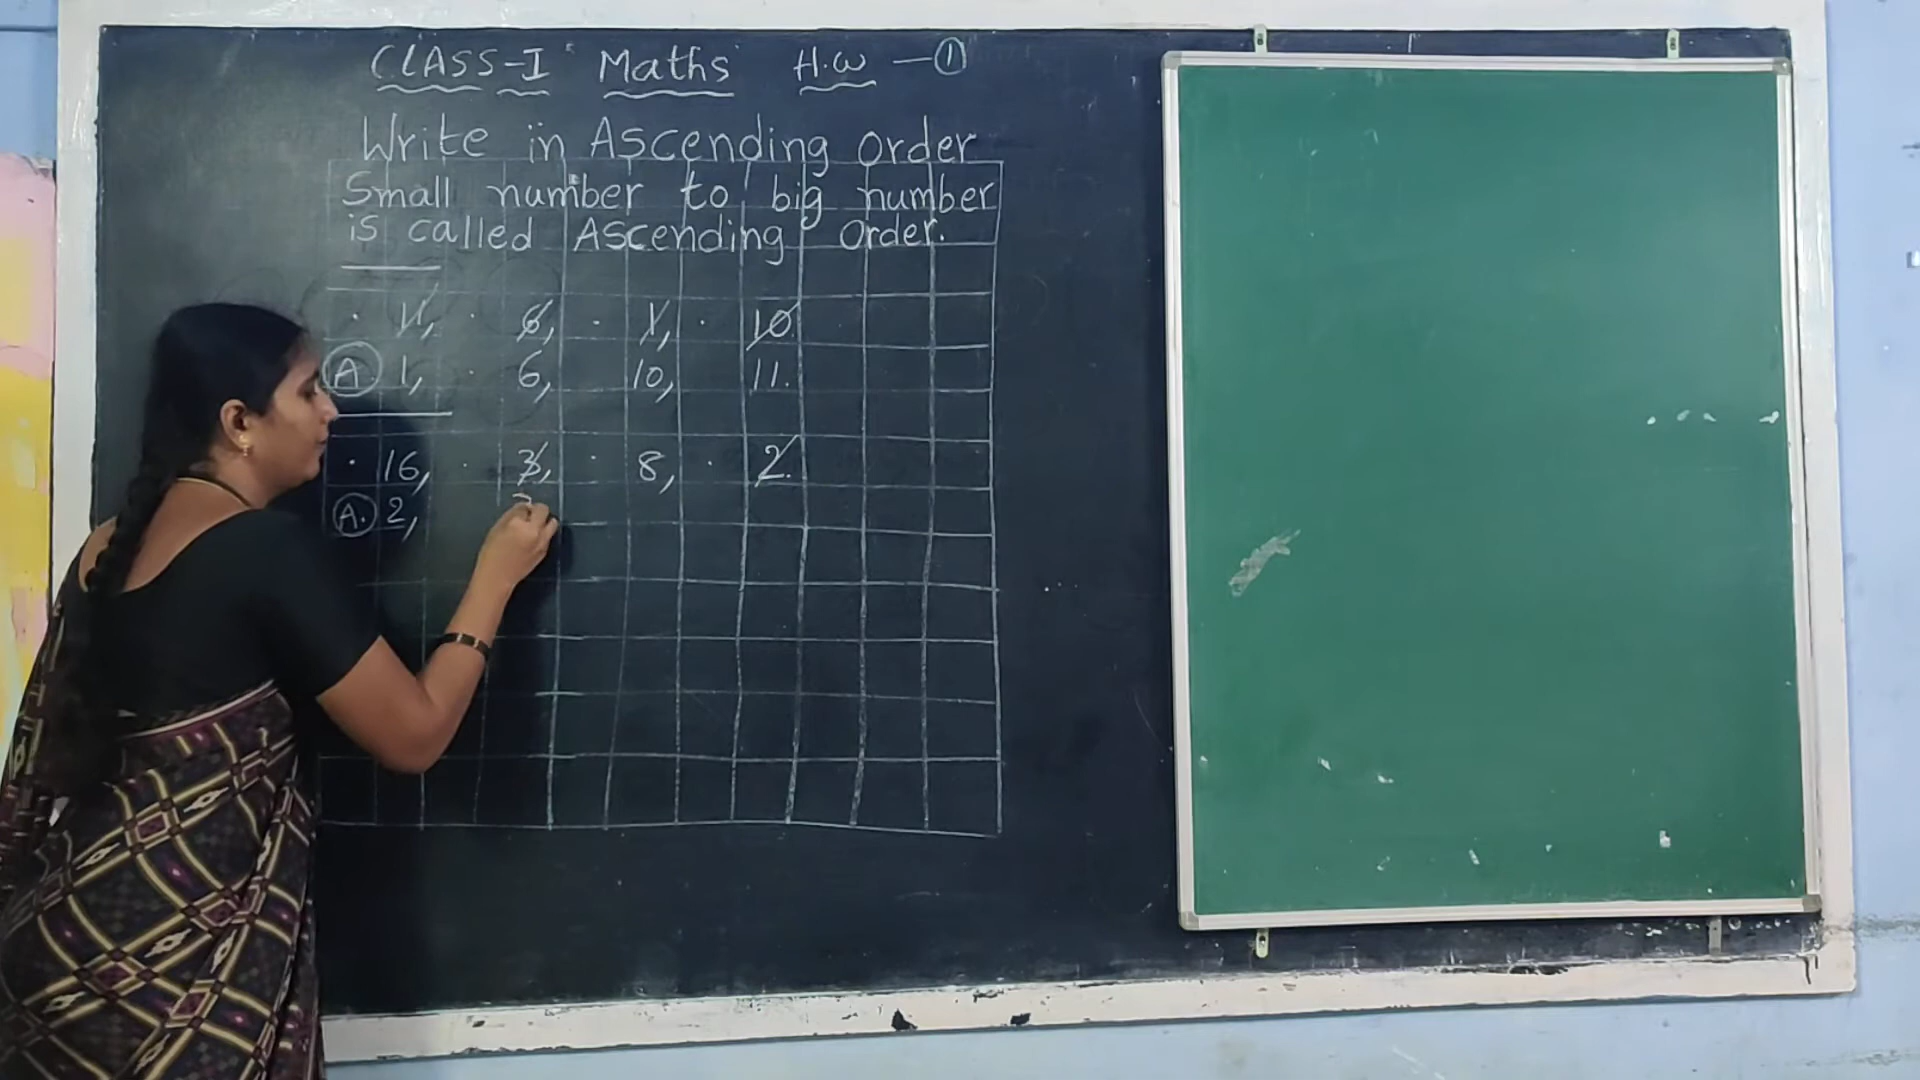 CLASS-I Maths H.W - ①
Write in Ascending order
Small number to big number
is called Ascending Order.
· 11, · 6, · 1, · 10.
Ⓐ 1, · 6, 10, 11.
· 16, · 3, · 8, · 2.
Ⓐ. 2,